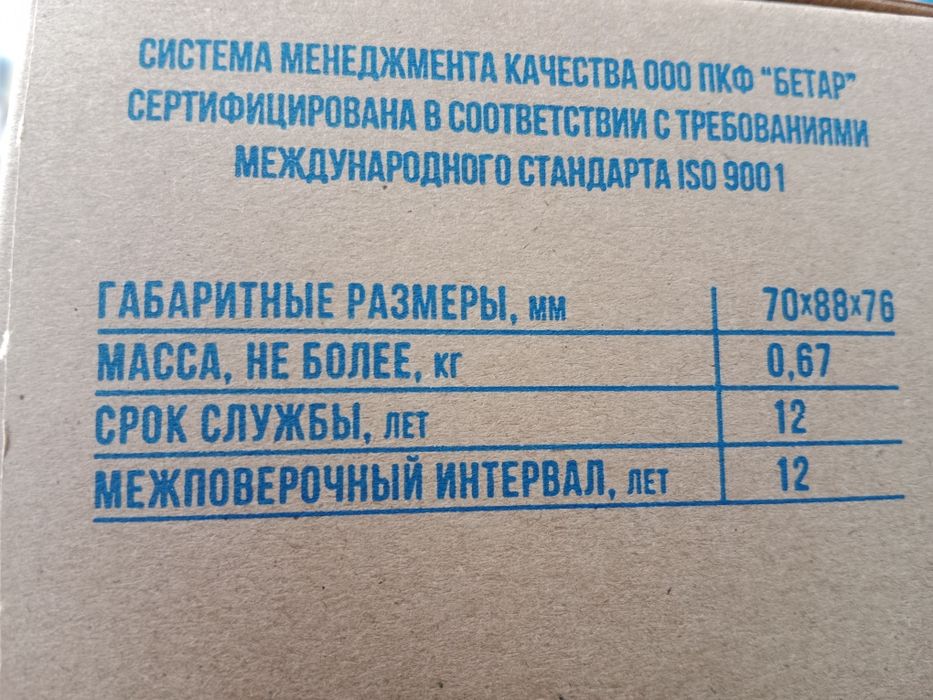 СИСТЕМА МЕНЕДЖМЕНТА КАЧЕСТВА ООО ПКФ "БЕТАР"
СЕРТИФИЦИРОВАНА В СООТВЕТСТВИИ С ТРЕБОВАНИЯМИ
МЕЖДУНАРОДНОГО СТАНДАРТА ISO 9001
ГАБАРИТНЫЕ РАЗМЕРЫ, мм 70x88x76
МАССА, НЕ БОЛЕЕ, кг 0,67
СРОК СЛУЖБЫ, ЛЕТ 12
МЕЖПОВЕРОЧНЫЙ ИНТЕРВАЛ, ЛЕТ 12